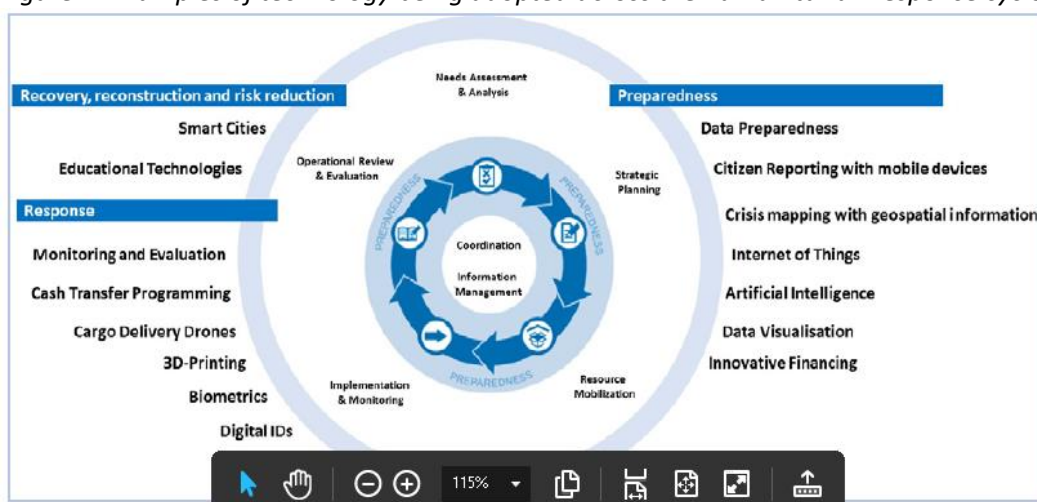 Needs Assessment
& Analysis
Recovery, reconstruction and risk reduction
Smart Cities
Educational Technologies
Response
Monitoring and Evaluation
Cash Transfer Programming
Cargo Delivery Drones
3D-Printing
Biometrics
Digital IDs
Operational Review
& Evaluation
Strategic
Planning
PREPAREDNESS
PREPAREDNESS
PREPAREDNESS
Coordination
Information
Management
Implementation
& Monitoring
Resource
Mobilization
Preparedness
Data Preparedness
Citizen Reporting with mobile devices
Crisis mapping with geospatial information
Internet of Things
Artificial Intelligence
Data Visualisation
Innovative Financing
115%